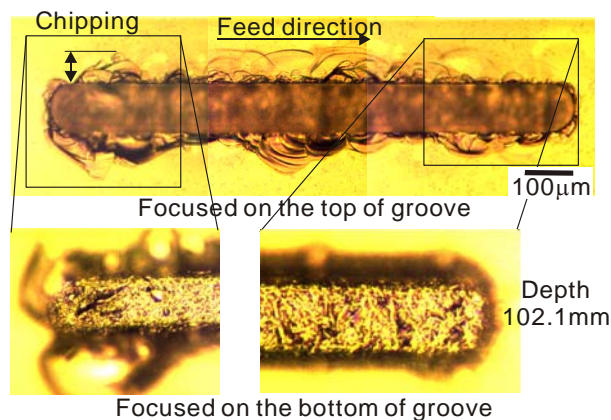 Chipping
Feed direction
100μm
Focused on the top of groove
Depth
102.1mm
Focused on the bottom of groove